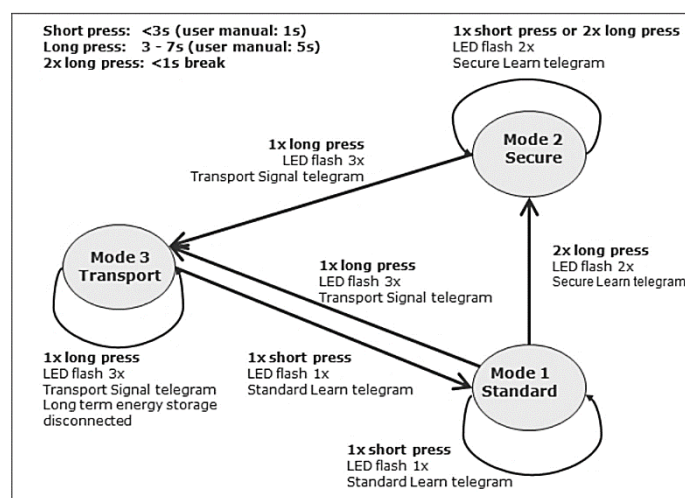 Short press: <3s (user manual: 1s)
Long press: 3 - 7s (user manual: 5s)
2x long press: <1s break
1x short press or 2x long press
LED flash 2x
Secure Learn telegram
Mode 2
Secure
1x long press
LED flash 3x
Transport Signal telegram
Mode 3
Transport
1x long press
LED flash 3x
Transport Signal telegram
2x long press
LED flash 2x
Secure Learn telegram
1x long press
LED flash 3x
Transport Signal telegram
Long term energy storage
disconnected
1x short press
LED flash 1x
Standard Learn telegram
Mode 1
Standard
1x short press
LED flash 1x
Standard Learn telegram